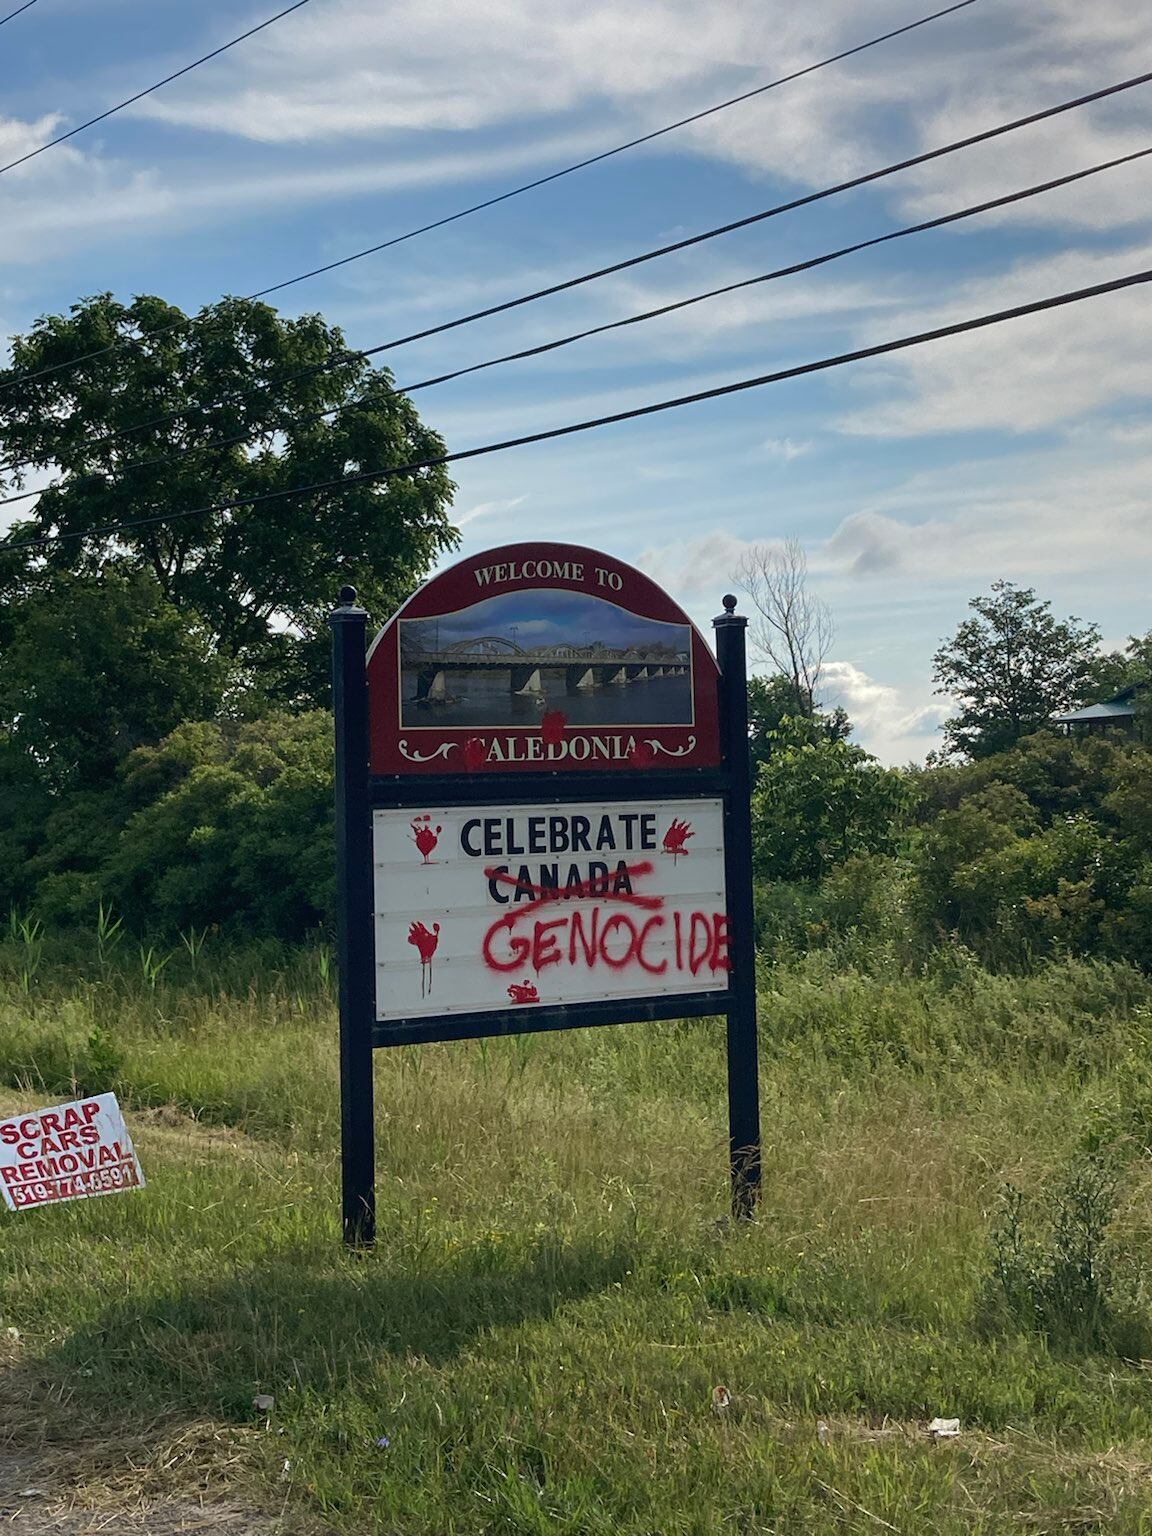 WELCOME TO
CALEDONIA
CELEBRATE
CANADA
GENOCIDE
SCRAP
CARS
REMOVAL
519-774-6591